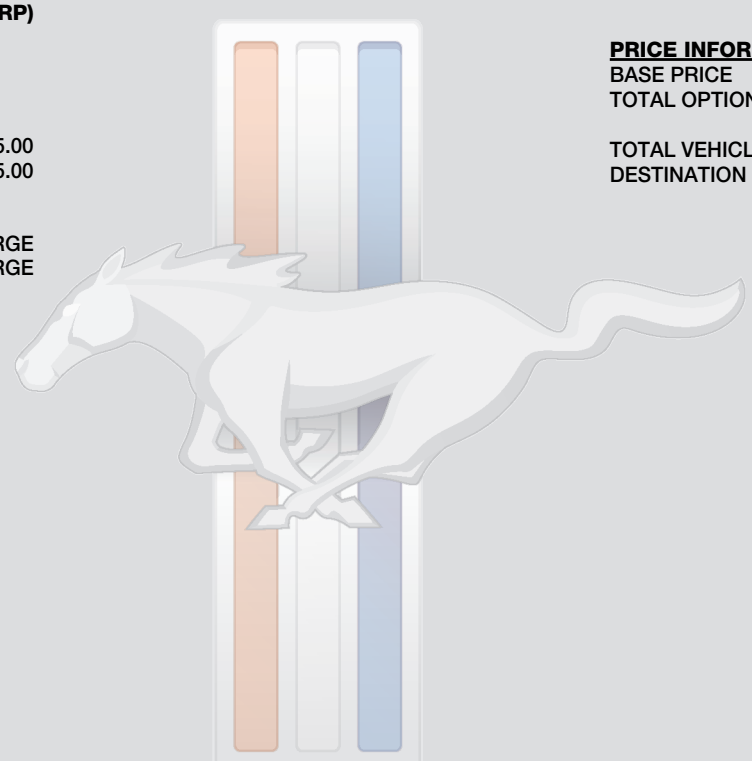 RP)
5.00
5.00
RGE
RGE
PRICE INFOR
BASE PRICE
TOTAL OPTION
TOTAL VEHICL
DESTINATION